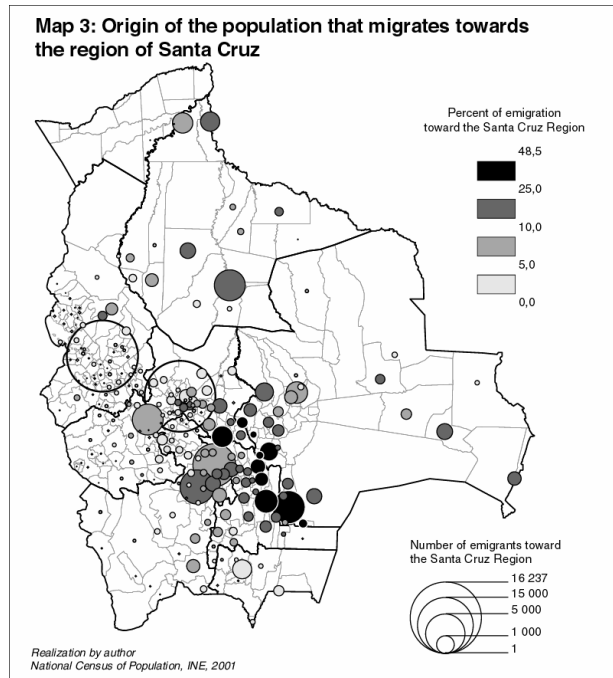 Map 3: Origin of the population that migrates towards
the region of Santa Cruz
Percent of emigration
toward the Santa Cruz Region
48,5
25,0
10,0
5,0
0,0
Number of emigrants toward
the Santa Cruz Region
16 237
15 000
5 000
1 000
1
Realization by author
National Census of Population, INE, 2001